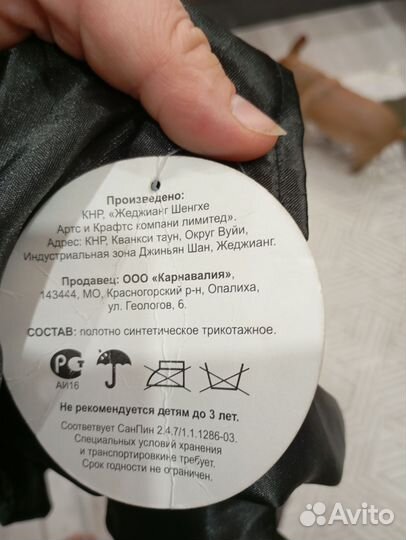 Произведено:
КНР, «Жеджианг Шенгхе
Артс и Крафтс компани лимитед».
Адрес: КНР, Кванкси таун, Округ Вуйи,
Индустриальная зона Джиньян Шан, Жеджианг.
Продавец: ООО «Карнавалия»,
143444, МО, Красногорский р-н, Опалиха,
ул. Геологов, 6.
СОСТАВ: полотно синтетическое трикотажное.
РСТ
АИ16
Не рекомендуется детям до 3 лет.
Соответствует СанПин 2.4.7/1.1.1286-03.
Специальных условий хранения
и транспортировки не требует.
Срок годности не ограничен.
Avito